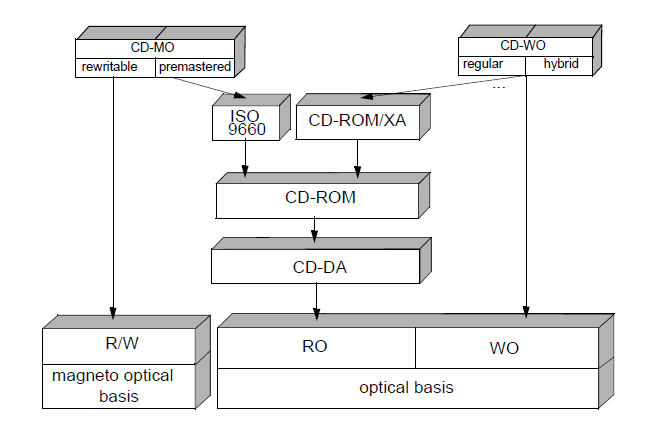 CD-MO
rewritable premastered
CD-WO
regular hybrid
...
ISO
9660
CD-ROM/XA
CD-ROM
CD-DA
R/W
magneto optical
basis
RO
WO
optical basis